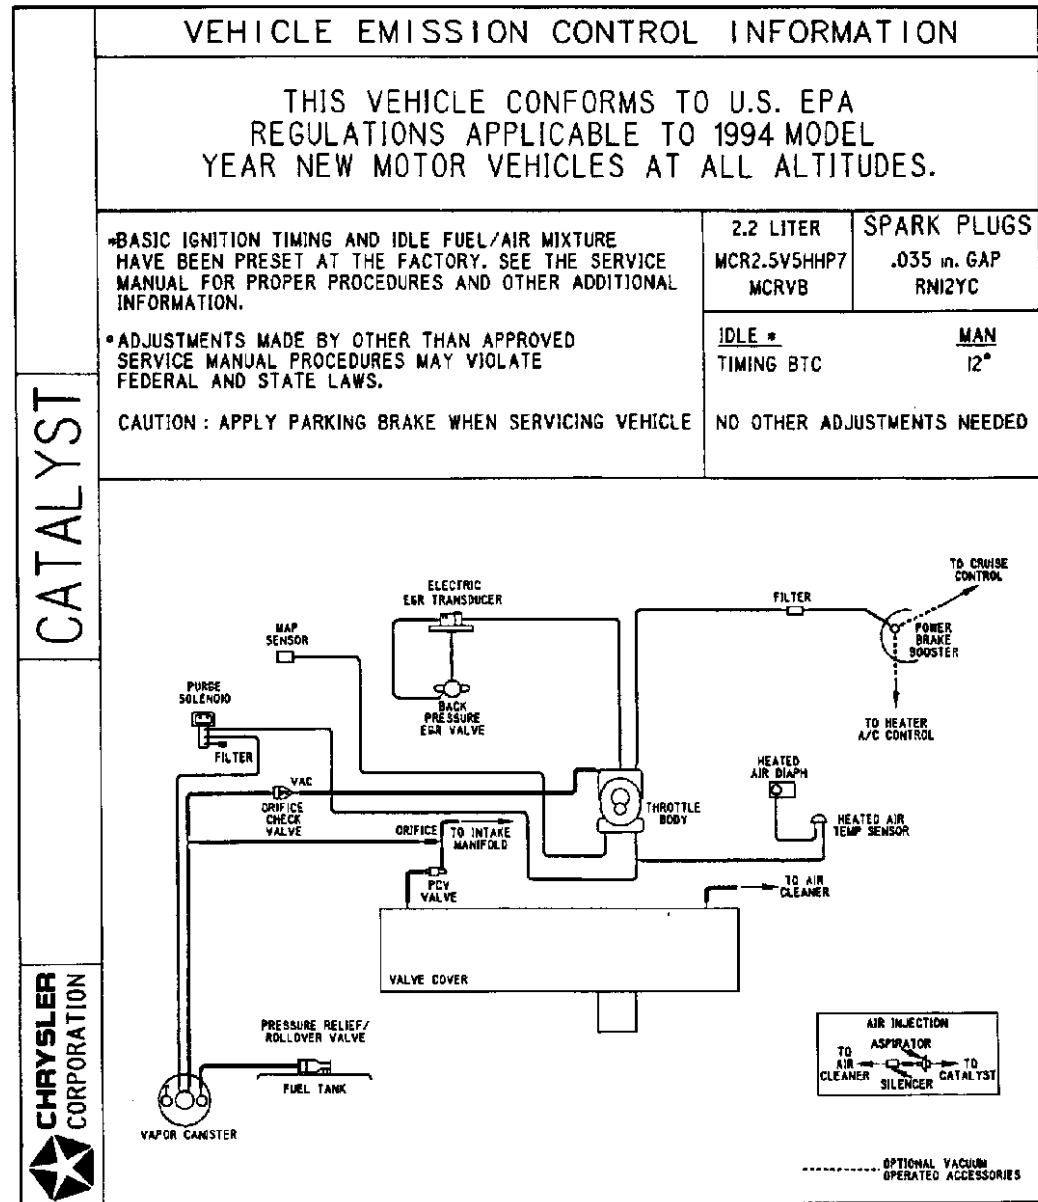 VEHICLE EMISSION CONTROL INFORMATION
THIS VEHICLE CONFORMS TO U.S. EPA
REGULATIONS APPLICABLE TO 1994 MODEL
YEAR NEW MOTOR VEHICLES AT ALL ALTITUDES.
*BASIC IGNITION TIMING AND IDLE FUEL/AIR MIXTURE
HAVE BEEN PRESET AT THE FACTORY. SEE THE SERVICE
MANUAL FOR PROPER PROCEDURES AND OTHER ADDITIONAL
INFORMATION.
*ADJUSTMENTS MADE BY OTHER THAN APPROVED
SERVICE MANUAL PROCEDURES MAY VIOLATE
FEDERAL AND STATE LAWS.
CAUTION : APPLY PARKING BRAKE WHEN SERVICING VEHICLE
2.2 LITER
MCR2.5V5HHP7
MCRVB
SPARK PLUGS
.035 in. GAP
RN12YC
IDLE * MAN
TIMING BTC 12°
NO OTHER ADJUSTMENTS NEEDED
CATALYST
CHRYSLER
CORPORATION
ELECTRIC
EGR TRANSDUCER
MAP
SENSOR
PURGE
SOLENOID
FILTER
BACK
PRESSURE
EGR VALVE
FILTER
TO CRUISE
CONTROL
POWER
BRAKE
BOOSTER
TO HEATER
A/C CONTROL
VAC
ORIFICE
CHECK
VALVE
ORIFICE
TO INTAKE
MANIFOLD
PCV
VALVE
THROTTLE
BODY
HEATED
AIR DIAPH
HEATED AIR
TEMP SENSOR
TO AIR
CLEANER
VALVE COVER
PRESSURE RELIEF/
ROLLOVER VALVE
FUEL TANK
VAPOR CANISTER
AIR INJECTION
ASPIRATOR
TO
AIR
CLEANER
SILENCER
TO
CATALYST
OPTIONAL VACUUM
OPERATED ACCESSORIES